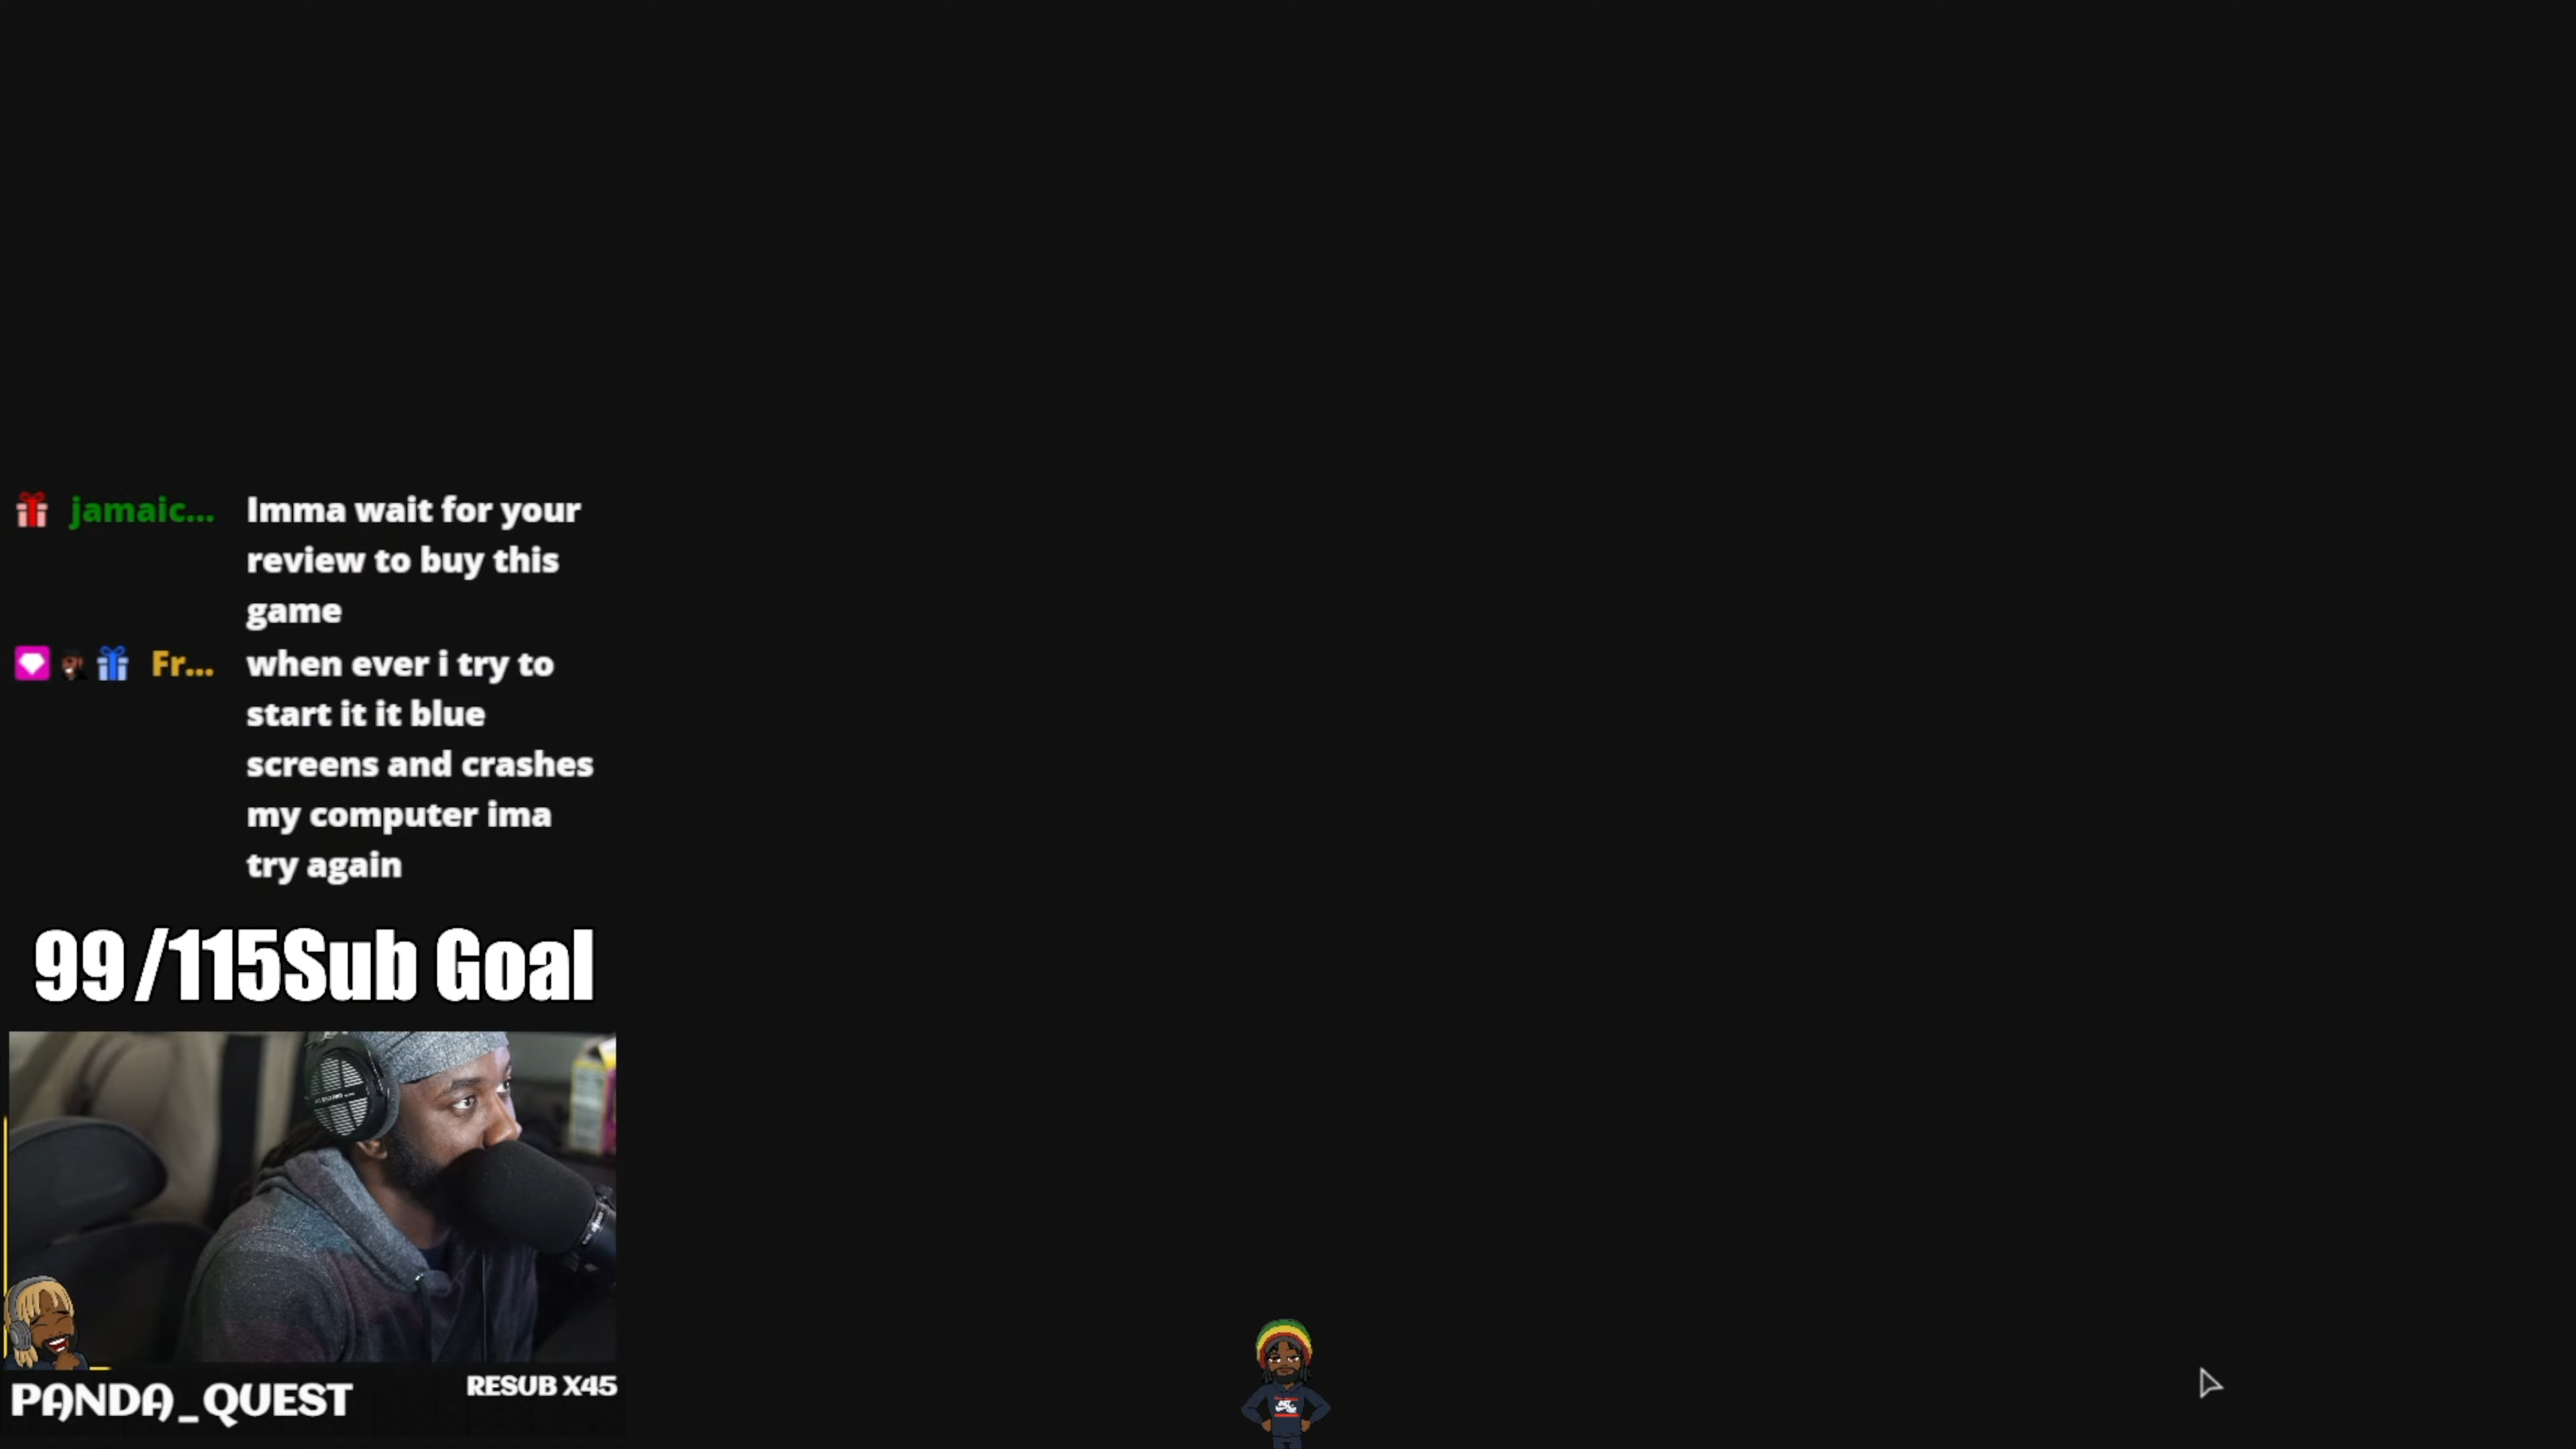 jamaic... Imma wait for your
review to buy this
game
Fr... when ever i try to
start it it blue
screens and crashes
my computer ima
try again
99/115Sub Goal
PANDA_QUEST
RESUB X45